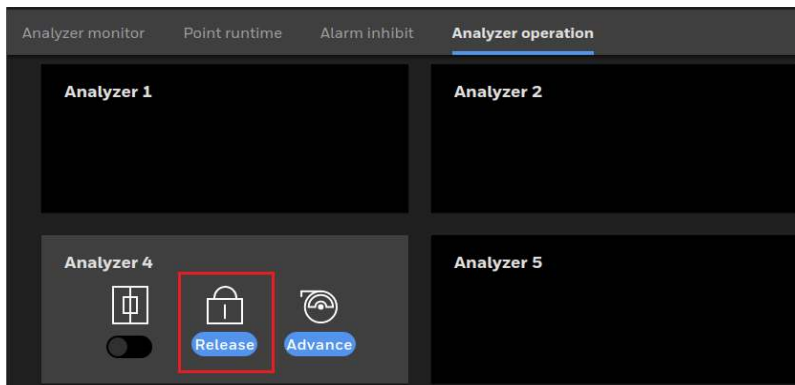 Analyzer monitor Point runtime Alarm inhibit Analyzer operation
Analyzer 1
Analyzer 2
Analyzer 4
Release
Advance
Analyzer 5